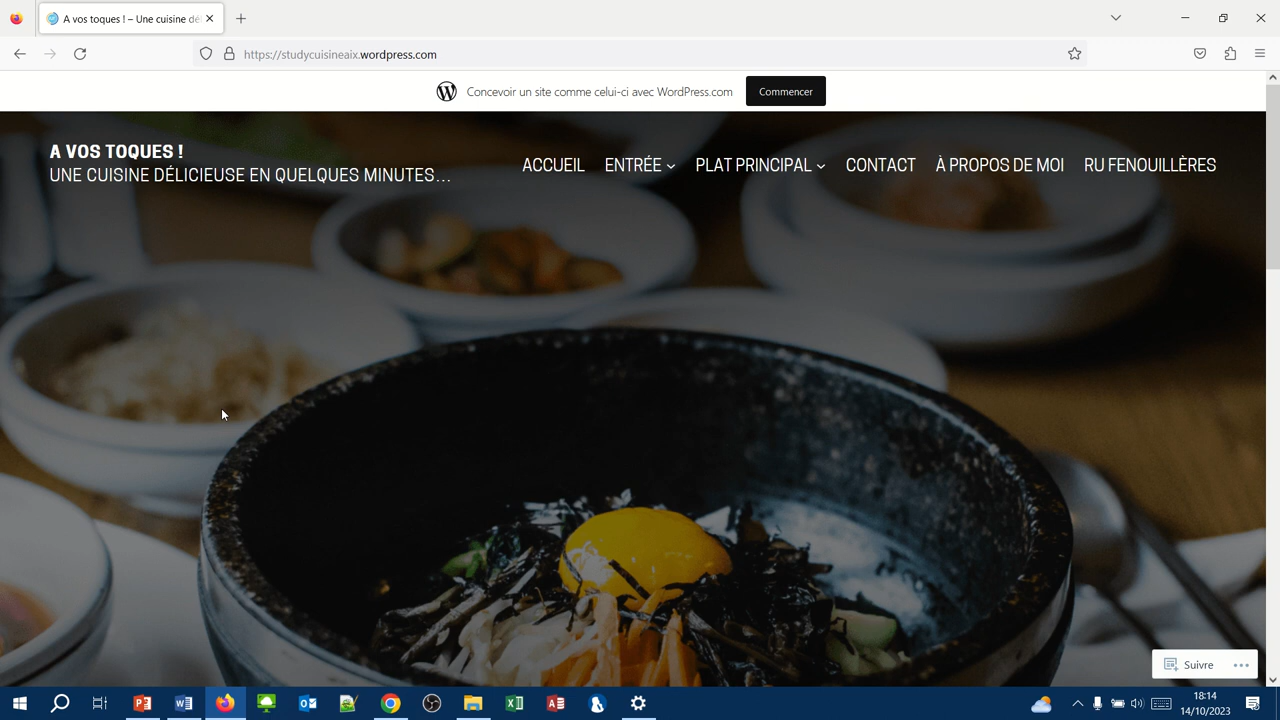 A vos toques ! – Une cuisine dé
https://studycuisineaix.wordpress.com
Concevoir un site comme celui-ci avec WordPress.com
Commencer
A VOS TOQUES !
UNE CUISINE DÉLICIEUSE EN QUELQUES MINUTES…
ACCUEIL ENTRÉE PLAT PRINCIPAL CONTACT À PROPOS DE MOI RU FENOUILLÈRES
Suivre
18:14
14/10/2023